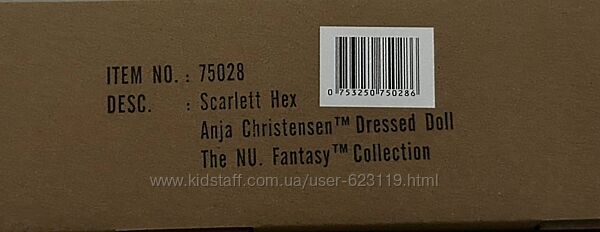 ITEM NO. : 75028
DESC. : Scarlett Hex
0 753250 750286
Anja Christensen™ Dressed Doll
The NU. Fantasy™ Collection
www.kidstaff.com.ua/user-623119.html